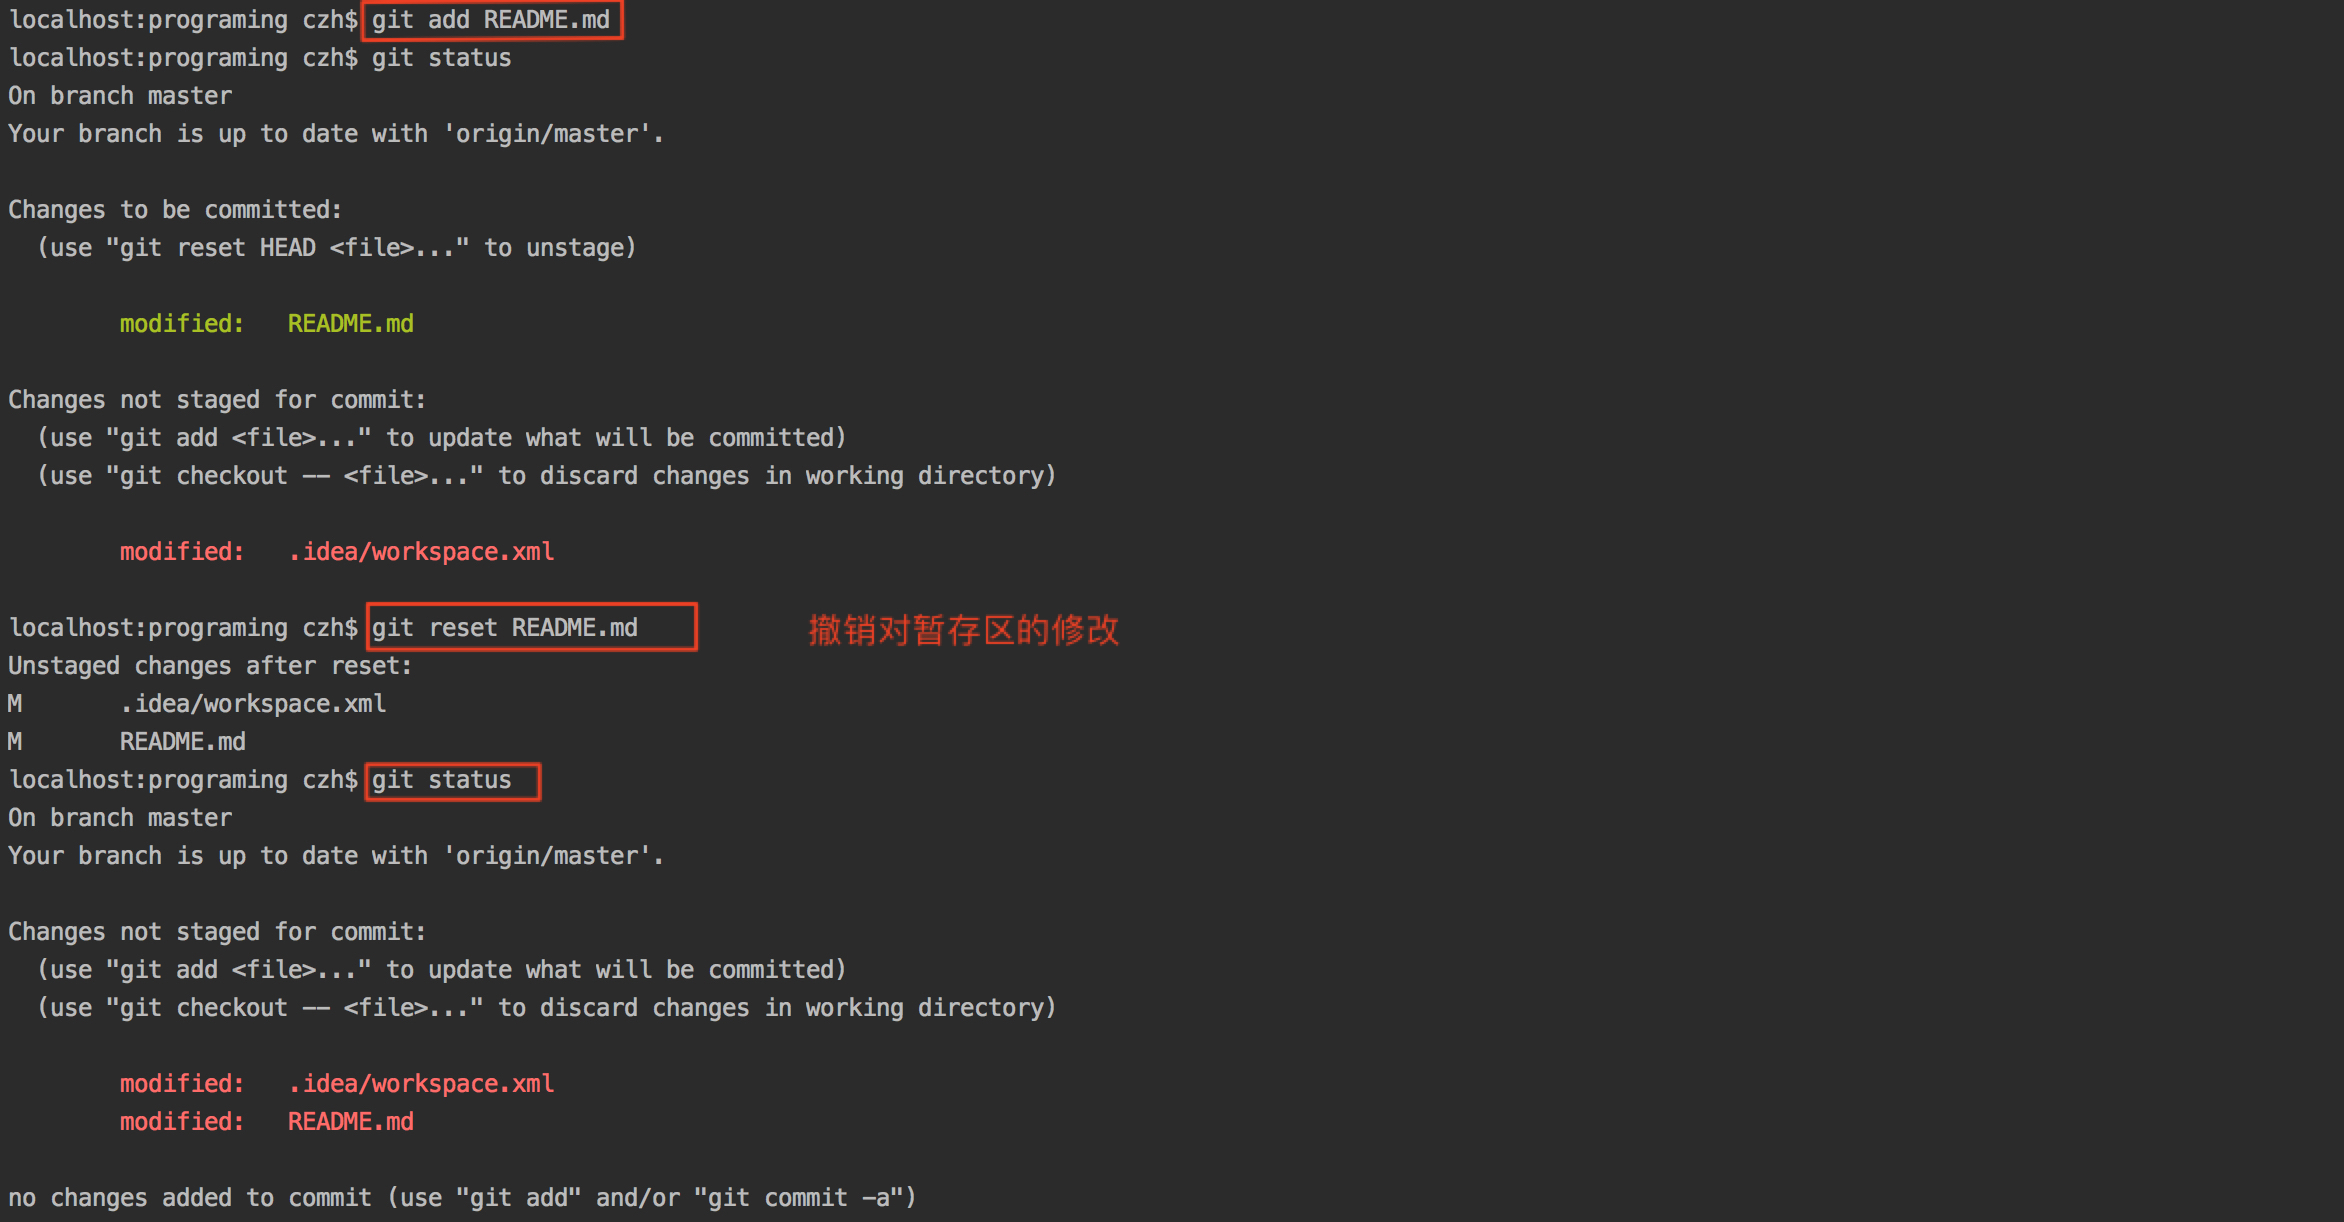 localhost:programing czh$ git add README.md
localhost:programing czh$ git status
On branch master
Your branch is up to date with 'origin/master'.
Changes to be committed:
  (use "git reset HEAD <file>..." to unstage)
        modified:   README.md
Changes not staged for commit:
  (use "git add <file>..." to update what will be committed)
  (use "git checkout -- <file>..." to discard changes in working directory)
        modified:   .idea/workspace.xml
localhost:programing czh$ git reset README.md 撤销对暂存区的修改
Unstaged changes after reset:
M       .idea/workspace.xml
M       README.md
localhost:programing czh$ git status
On branch master
Your branch is up to date with 'origin/master'.
Changes not staged for commit:
  (use "git add <file>..." to update what will be committed)
  (use "git checkout -- <file>..." to discard changes in working directory)
        modified:   .idea/workspace.xml
        modified:   README.md
no changes added to commit (use "git add" and/or "git commit -a")